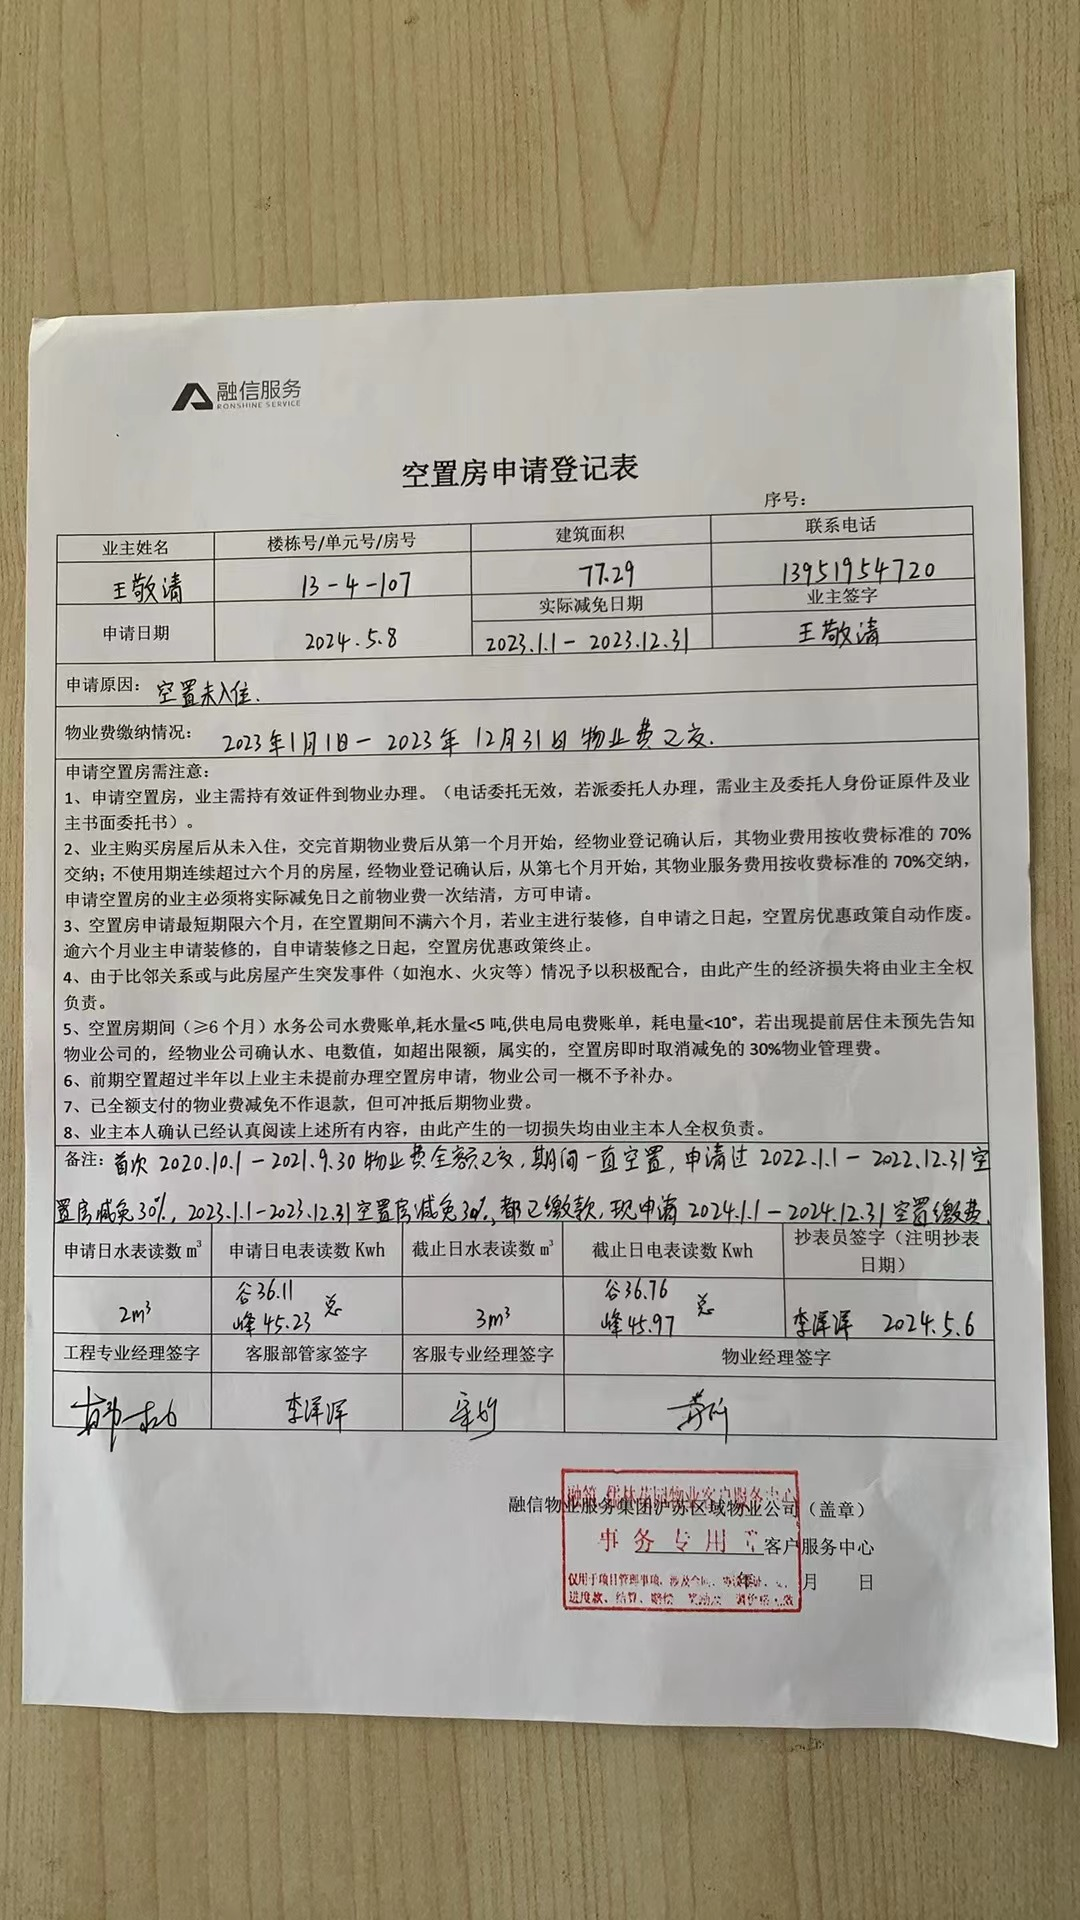 融信服务
RONSHINE SERVICE
空置房申请登记表
序号：
业主姓名 楼栋号/单元号/房号 建筑面积 联系电话
王敬清 13-4-107 77.29 13951954720
实际减免日期 业主签字
申请日期 2024.5.8 2023.1.1-2023.12.31 王敬清
申请原因：空置未入住.
物业费缴纳情况：2023年1月1日-2023年12月31日物业费已交.
申请空置房需注意：
1、申请空置房，业主需持有效证件到物业办理。（电话委托无效，若派委托人办理，需业主及委托人身份证原件及业
主书面委托书）。
2、业主购买房屋后从未入住，交完首期物业费后从第一个月开始，经物业登记确认后，其物业费用按收费标准的 70%
交纳；不使用期连续超过六个月的房屋，经物业登记确认后，从第七个月开始，其物业服务费用按收费标准的 70%交纳，
申请空置房的业主必须将实际减免日之前物业费一次结清，方可申请。
3、空置房申请最短期限六个月，在空置期间不满六个月，若业主进行装修，自申请之日起，空置房优惠政策自动作废。
逾六个月业主申请装修的，自申请装修之日起，空置房优惠政策终止。
4、由于比邻关系或与此房屋产生突发事件（如泡水、火灾等）情况予以积极配合，由此产生的经济损失将由业主全权
负责。
5、空置房期间（≥6 个月）水务公司水费账单,耗水量<5 吨,供电局电费账单，耗电量<10°，若出现提前居住未预先告知
物业公司的，经物业公司确认水、电数值，如超出限额，属实的，空置房即时取消减免的 30%物业管理费。
6、前期空置超过半年以上业主未提前办理空置房申请，物业公司一概不予补办。
7、已全额支付的物业费减免不作退款，但可冲抵后期物业费。
8、业主本人确认已经认真阅读上述所有内容，由此产生的一切损失均由业主本人全权负责。
备注：首次2020.10.1-2021.9.30物业费全额已交，期间一直空置，申请过2022.1.1-2022.12.31空
置房减免30%，2023.1.1-2023.12.31空置房减免30%，都已缴款，现申请2024.1.1-2024.12.31空置缴费.
申请日水表读数 m³ 申请日电表读数 Kwh 截止日水表读数 m³ 截止日电表读数 Kwh 抄表员签字（注明抄表
日期）
2m³ 谷36.11 峰45.23 总 3m³ 谷36.76 峰45.97 总 李洋洋 2024.5.6
工程专业经理签字 客服部管家签字 客服专业经理签字 物业经理签字
李洋洋
融信物业服务集团沪苏区域物业公司（盖章）
事务专用章
客户服务中心
年 月 日